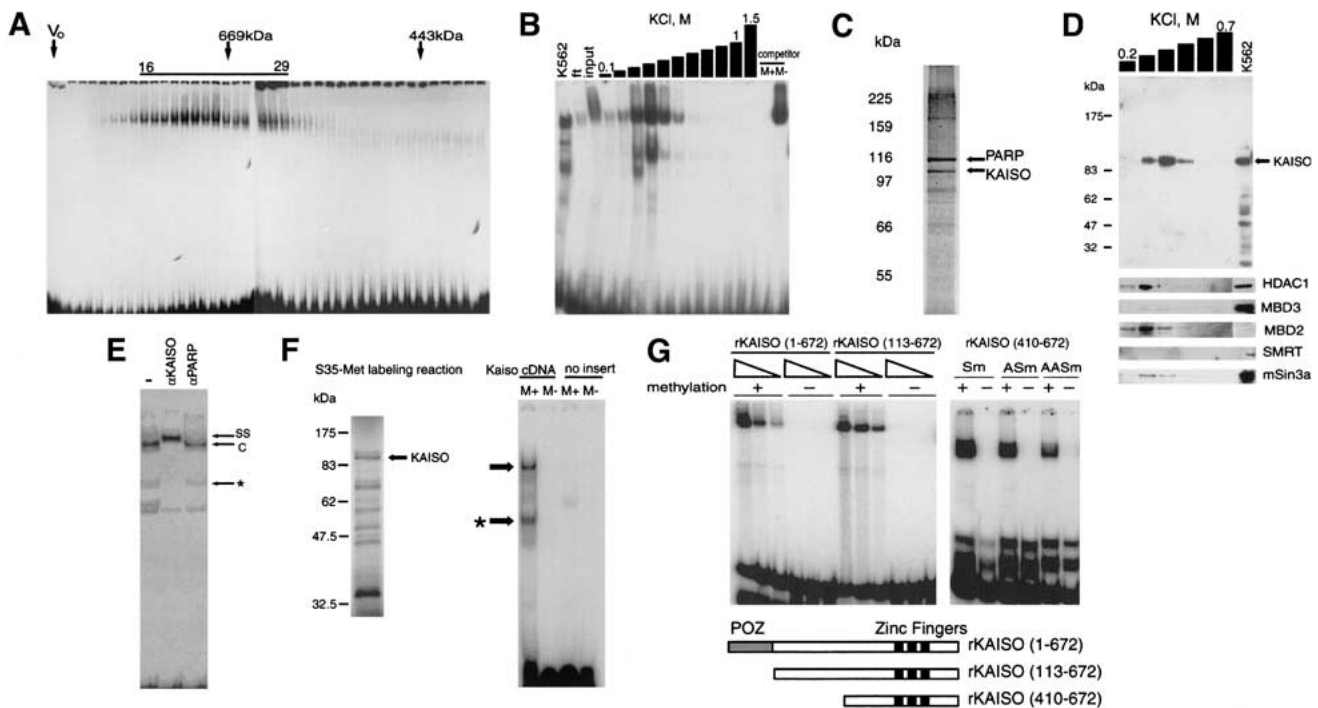 A
Vo
669kDa
443kDa
16
29
B
KCl, M
K562
ft
input
0.1
1
1.5
competitor
M+M-
C
kDa
225
159
116
97
66
55
PARP
KAISO
D
KCl, M
0.2
0.7
K562
kDa
175
83
62
47
32
KAISO
HDAC1
MBD3
MBD2
SMRT
mSin3a
E
-
αKAISO
αPARP
SS
C
*
F
S35-Met labeling reaction
kDa
175
83
62
47.5
32.5
KAISO
Kaiso cDNA
no insert
M+ M- M+ M-
*
G
rKAISO (1-672)
rKAISO (113-672)
rKAISO (410-672)
methylation
+ − + −
Sm ASm AASm
+ − + − + −
POZ
Zinc Fingers
rKAISO (1-672)
rKAISO (113-672)
rKAISO (410-672)